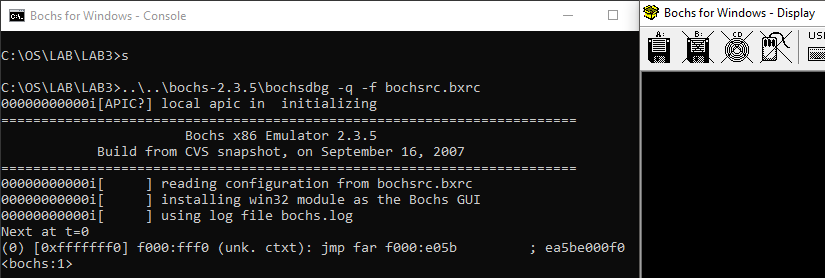 Bochs for Windows - Console
C:\OS\LAB\LAB3>s
C:\OS\LAB\LAB3>..\..\bochs-2.3.5\bochsdbg -q -f bochsrc.bxrc
00000000000i[APIC?] local apic in  initializing
========================================================================
Bochs x86 Emulator 2.3.5
Build from CVS snapshot, on September 16, 2007
========================================================================
00000000000i[     ] reading configuration from bochsrc.bxrc
00000000000i[     ] installing win32 module as the Bochs GUI
00000000000i[     ] using log file bochs.log
Next at t=0
(0) [0xfffffff0] f000:fff0 (unk. ctxt): jmp far f000:e05b         ; ea5be000f0
<bochs:1>
Bochs for Windows - Display
A: B: CD USB